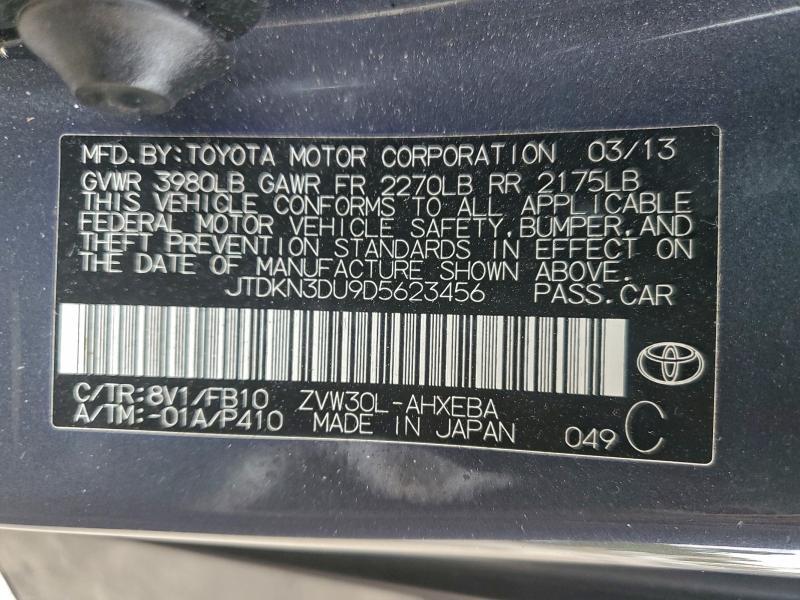 MFD.BY:TOYOTA MOTOR CORPORATION 03/13
GVWR 3980LB GAWR FR 2270LB RR 2175LB
THIS VEHICLE CONFORMS TO ALL APPLICABLE
FEDERAL MOTOR VEHICLE SAFETY,BUMPER,AND
THEFT PREVENTION STANDARDS IN EFFECT ON
THE DATE OF MANUFACTURE SHOWN ABOVE.
JTDKN3DU9D5623456 PASS.CAR
C/TR:8V1/FB10 ZVW30L-AHXEBA
A/TM:-01A/P410 MADE IN JAPAN 049 C